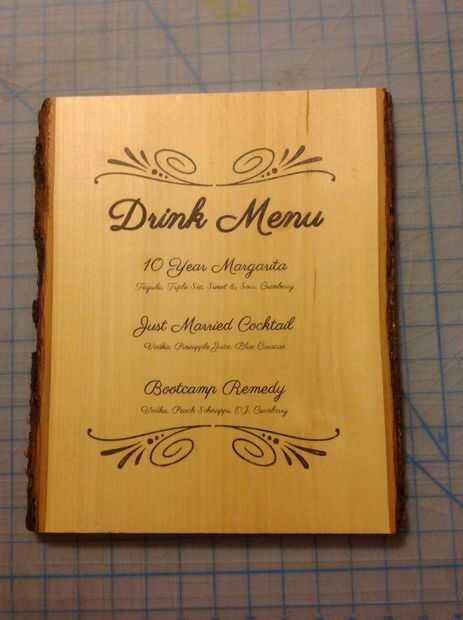 Drink Menu
10 Year Margarita
Tequila, Triple Sec, Sweet & Sour, Cranberry
Just Married Cocktail
Vodka, Pineapple Juice, Blue Curacao
Bootcamp Remedy
Vodka, Peach Schnapps, O.J., Cranberry